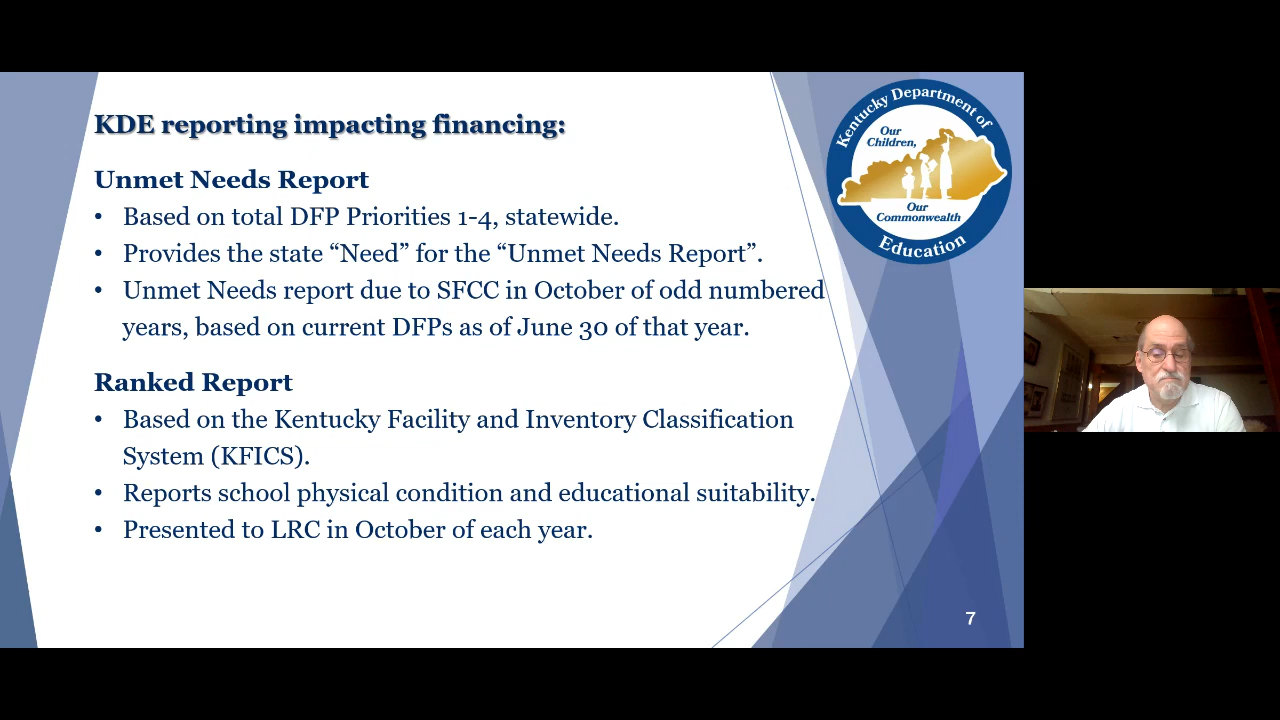 KDE reporting impacting financing:
Unmet Needs Report
• Based on total DFP Priorities 1-4, statewide.
• Provides the state “Need” for the “Unmet Needs Report”.
• Unmet Needs report due to SFCC in October of odd numbered
years, based on current DFPs as of June 30 of that year.
Ranked Report
• Based on the Kentucky Facility and Inventory Classification
System (KFICS).
• Reports school physical condition and educational suitability.
• Presented to LRC in October of each year.
Kentucky Department of
Our
Children,
Our
Commonwealth
Education
7